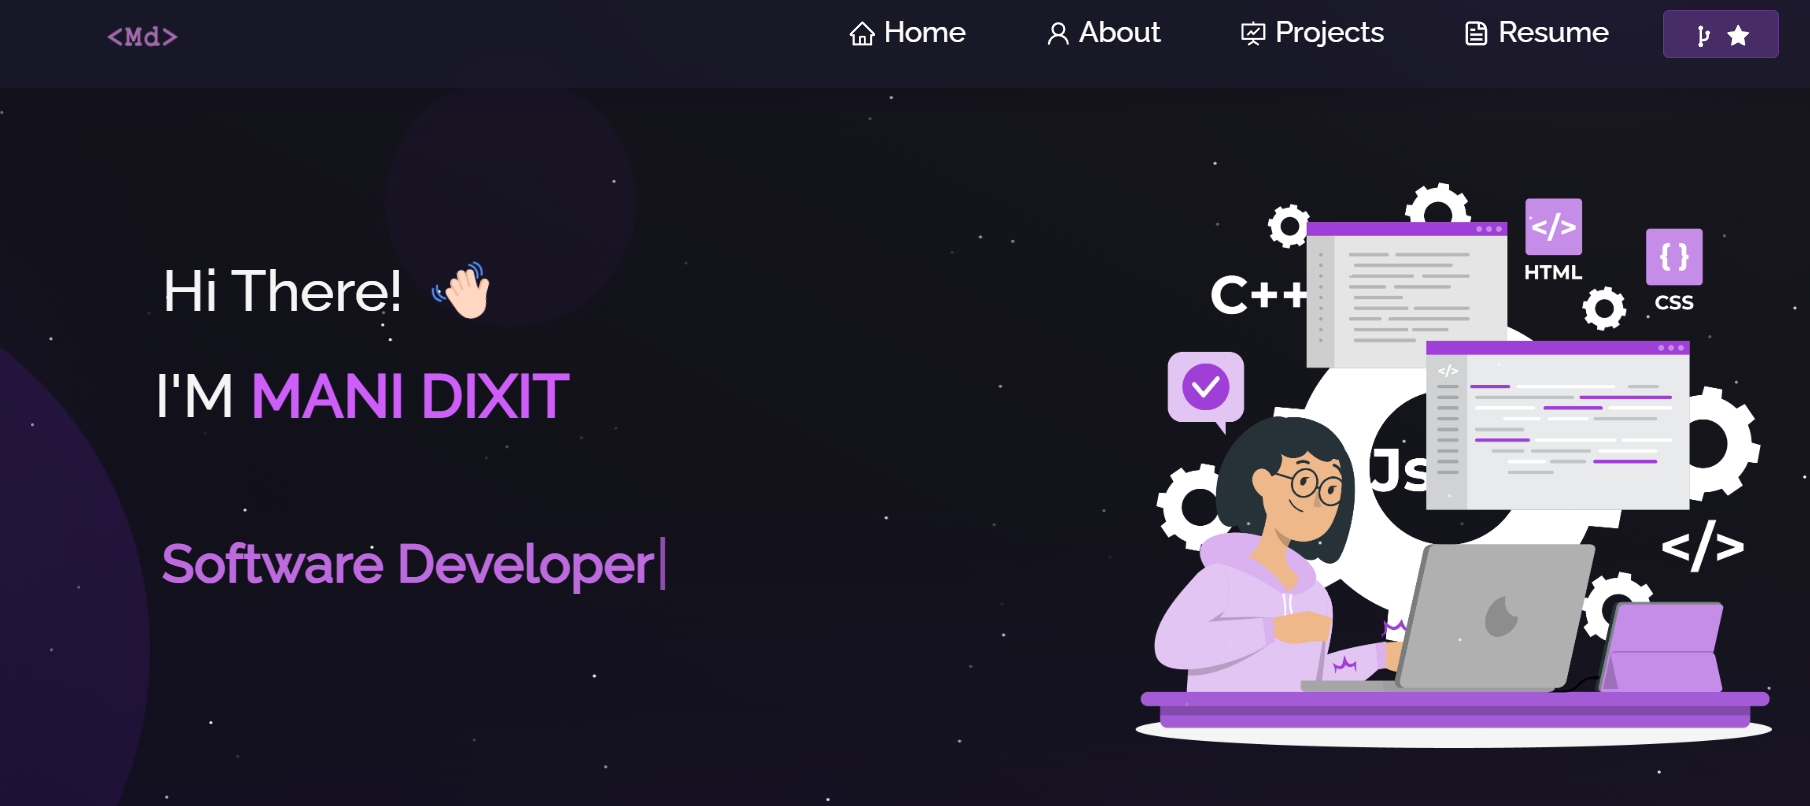 <Md>
Home
About
Projects
Resume
Hi There! 👋🏻
I'M MANI DIXIT
Software Developer|
C++
</>
HTML
{ }
CSS
</>
Js
</>